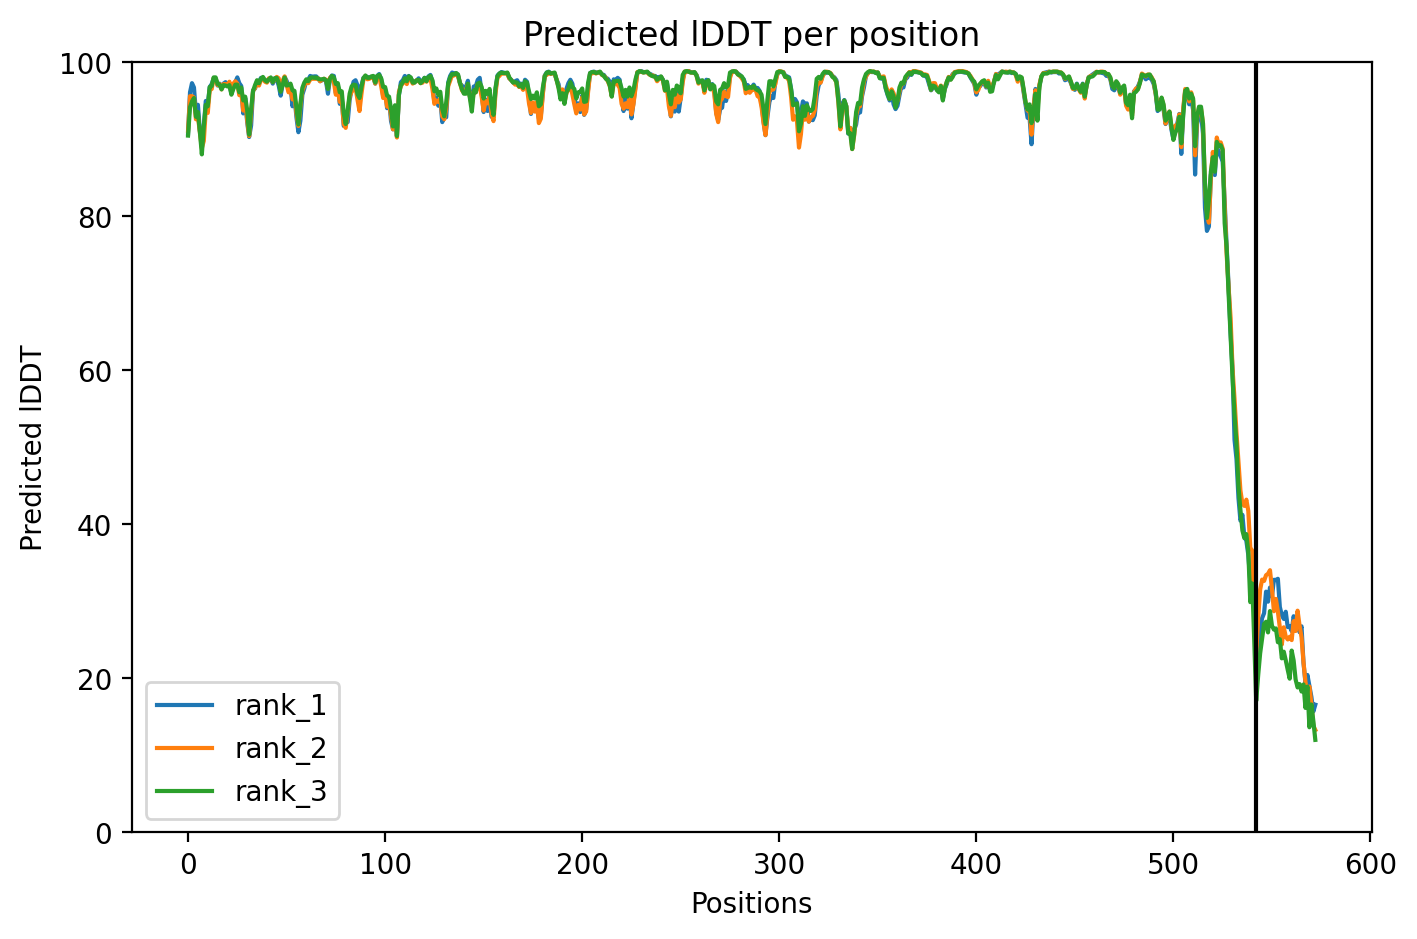 Predicted lDDT per position
100
80
60
40
20
0
Predicted lDDT
rank_1
rank_2
rank_3
0 100 200 300 400 500 600
Positions